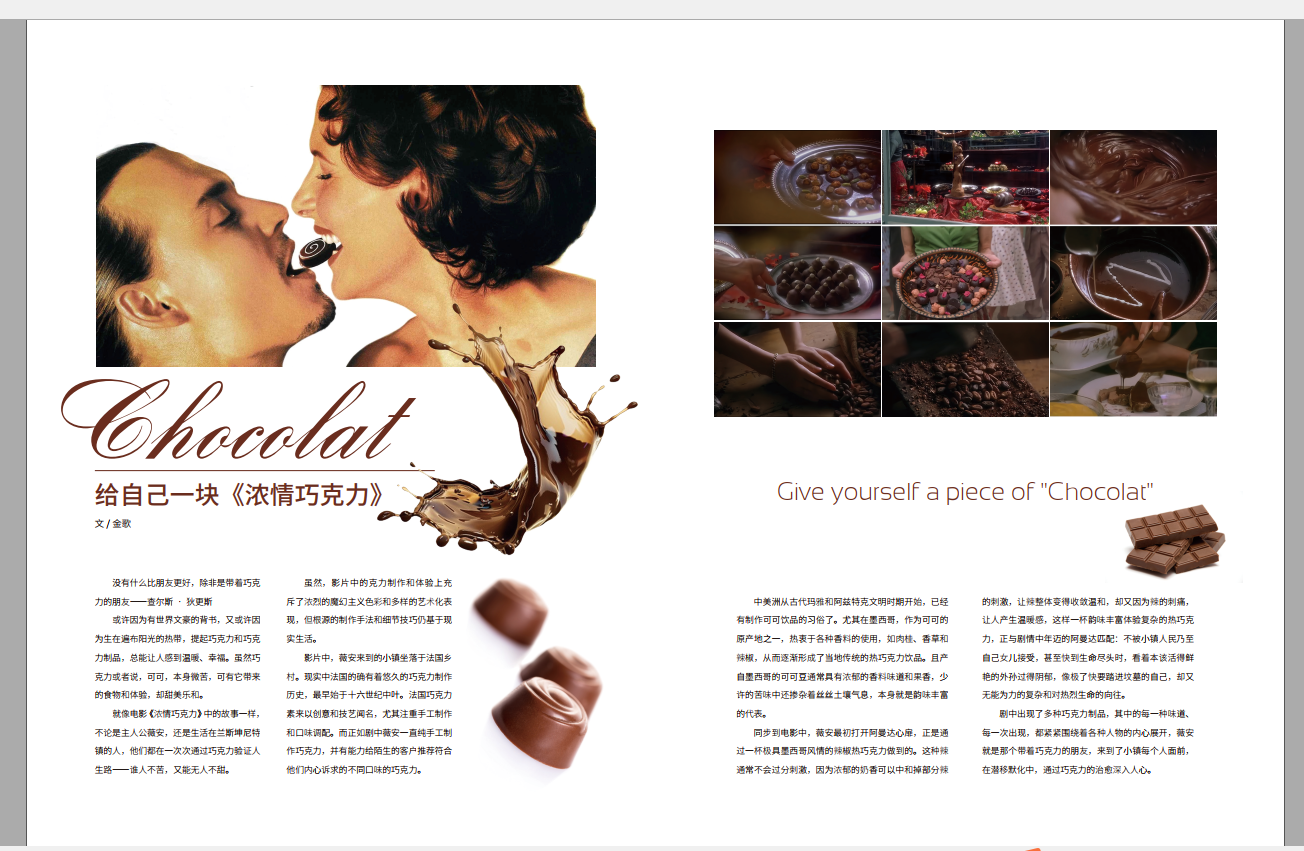 Chocolat
给自己一块《浓情巧克力》
文 / 金歌
没有什么比朋友更好，除非是带着巧克
力的朋友——查尔斯 · 狄更斯
或许因为有世界文豪的背书，又或许因
为生在遍布阳光的热带，提起巧克力和巧克
力制品，总能让人感到温暖、幸福。虽然巧
克力或者说，可可，本身微苦，可有它带来
的食物和体验，却甜美乐和。
就像电影《浓情巧克力》中的故事一样，
不论是主人公薇安，还是生活在兰斯坤尼特
镇的人，他们都在一次次通过巧克力验证人
生路——谁人不苦，又能无人不甜。
虽然，影片中的克力制作和体验上充
斥了浓烈的魔幻主义色彩和多样的艺术化表
现，但根源的制作手法和细节技巧仍基于现
实生活。
影片中，薇安来到的小镇坐落于法国乡
村。现实中法国的确有着悠久的巧克力制作
历史，最早始于十六世纪中叶。法国巧克力
素来以创意和技艺闻名，尤其注重手工制作
和口味调配。而正如剧中薇安一直纯手工制
作巧克力，并有能力给陌生的客户推荐符合
他们内心诉求的不同口味的巧克力。
Give yourself a piece of "Chocolat"
中美洲从古代玛雅和阿兹特克文明时期开始，已经
有制作可可饮品的习俗了。尤其在墨西哥，作为可可的
原产地之一，热衷于各种香料的使用，如肉桂、香草和
辣椒，从而逐渐形成了当地传统的热巧克力饮品。且产
自墨西哥的可可豆通常具有浓郁的香料味道和果香，少
许的苦味中还掺杂着丝丝土壤气息，本身就是韵味丰富
的代表。
同步到电影中，薇安最初打开阿曼达心扉，正是通
过一杯极具墨西哥风情的辣椒热巧克力做到的。这种辣
通常不会过分刺激，因为浓郁的奶香可以中和掉部分辣
的刺激，让辣整体变得收敛温和，却又因为辣的刺痛，
让人产生温暖感，这样一杯韵味丰富体验复杂的热巧克
力，正与剧情中年迈的阿曼达匹配：不被小镇人民乃至
自己女儿接受，甚至快到生命尽头时，看着本该活得鲜
艳的外孙过得阴郁，像极了快要踏进坟墓的自己，却又
无能为力的复杂和对热烈生命的向往。
剧中出现了多种巧克力制品，其中的每一种味道、
每一次出现，都紧紧围绕着各种人物的内心展开，薇安
就是那个带着巧克力的朋友，来到了小镇每个人面前，
在潜移默化中，通过巧克力的治愈深入人心。